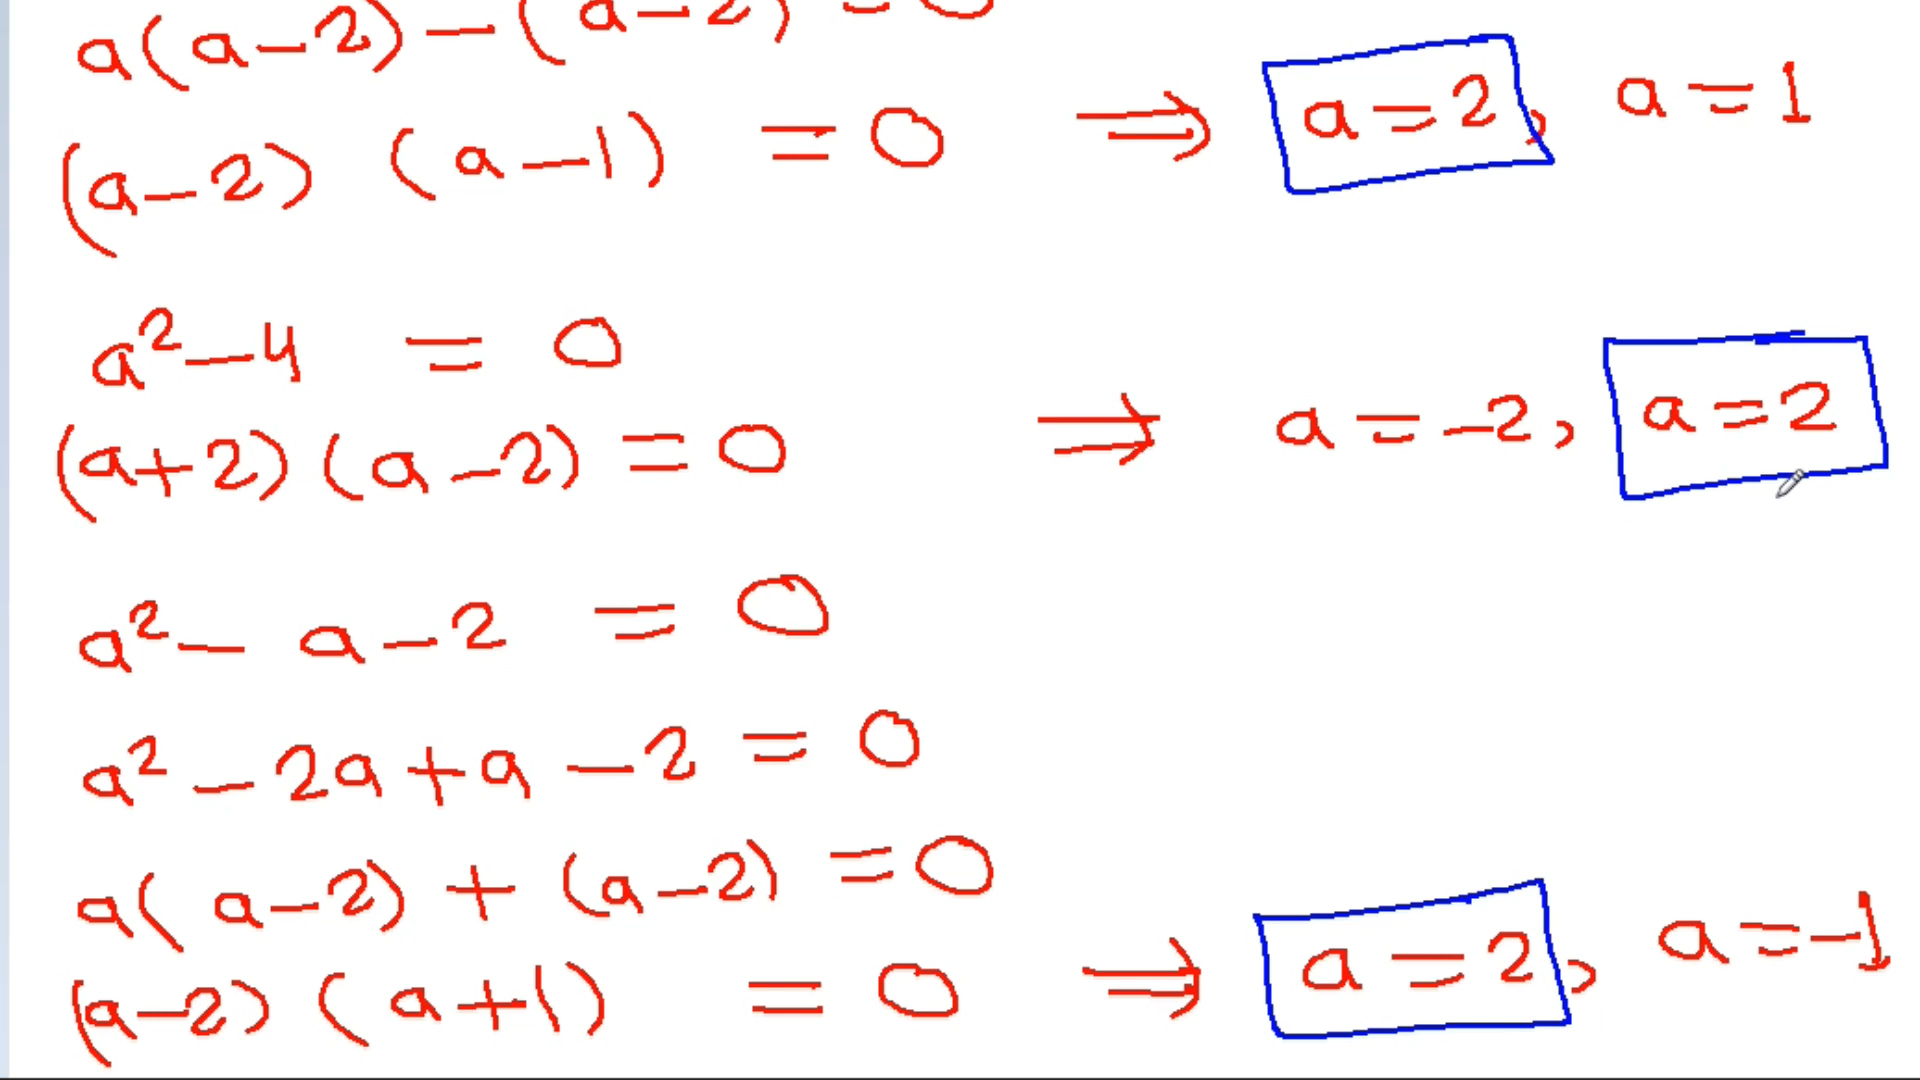 a(a-2) - (a-2) = 0
(a-2) (a-1) = 0 ⇒ a = 2, a = 1
a² - 4 = 0
(a+2) (a-2) = 0 ⇒ a = -2, a = 2
a² - a - 2 = 0
a² - 2a + a - 2 = 0
a( a-2) + (a-2) = 0
(a-2) (a+1) = 0 ⇒ a = 2, a = -1